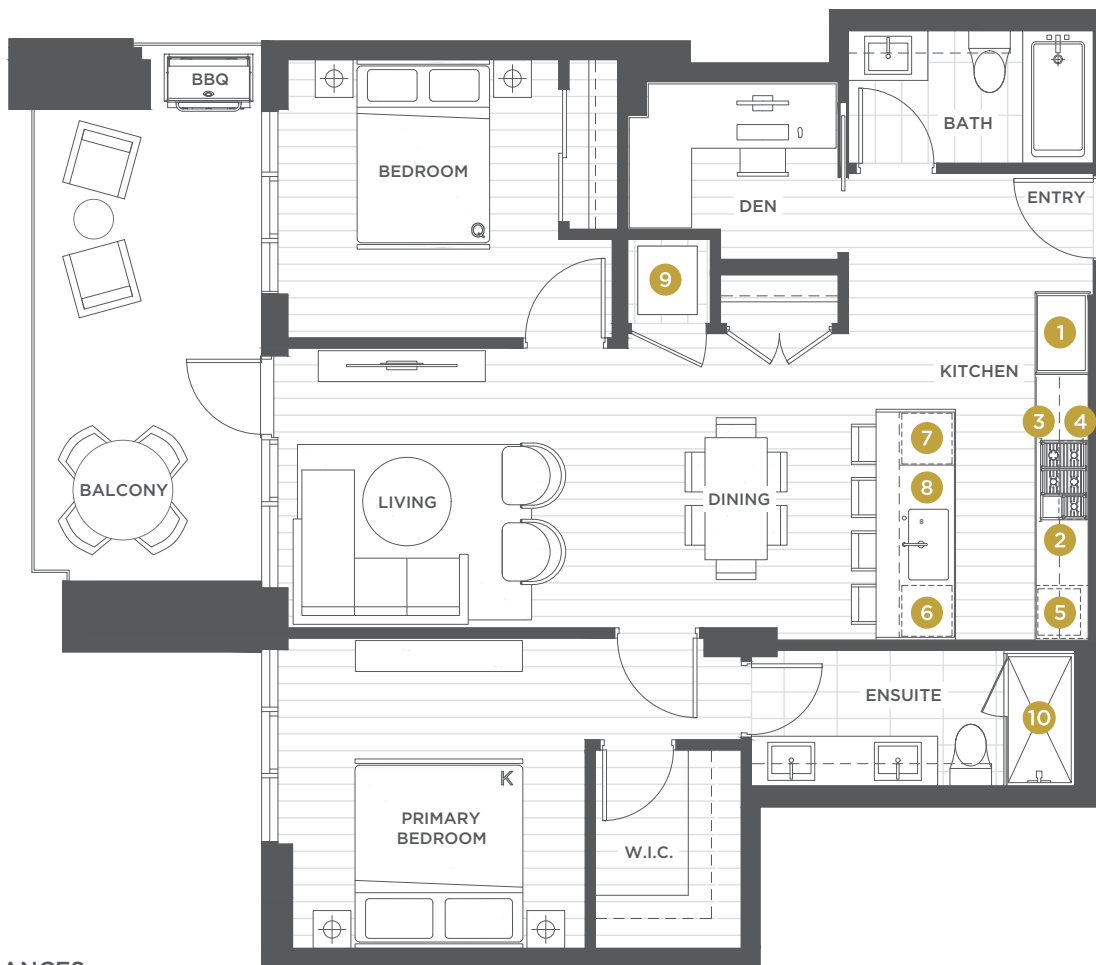 BBQ
BATH
BEDROOM
Q
DEN
ENTRY
9
1
KITCHEN
3
4
7
8
BALCONY
LIVING
DINING
8
2
6
5
ENSUITE
10
K
PRIMARY
BEDROOM
W.I.C.